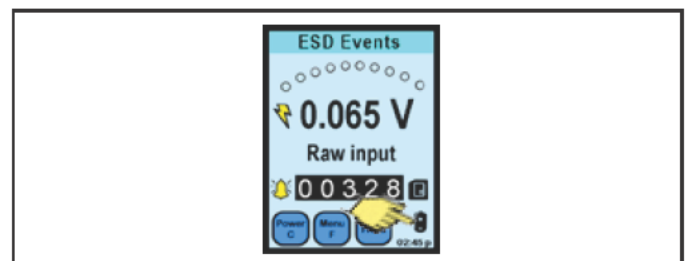 ESD Events
0.065 V
Raw input
00328
Power Menu
C F
02:45 p